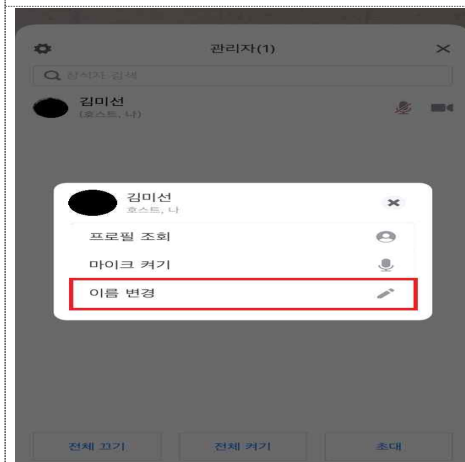 관리자(1)
참석자 검색
김미선
(호스트, 나)
김미선
호스트, 나
프로필 조회
마이크 켜기
이름 변경
전체 끄기
전체 켜기
초대